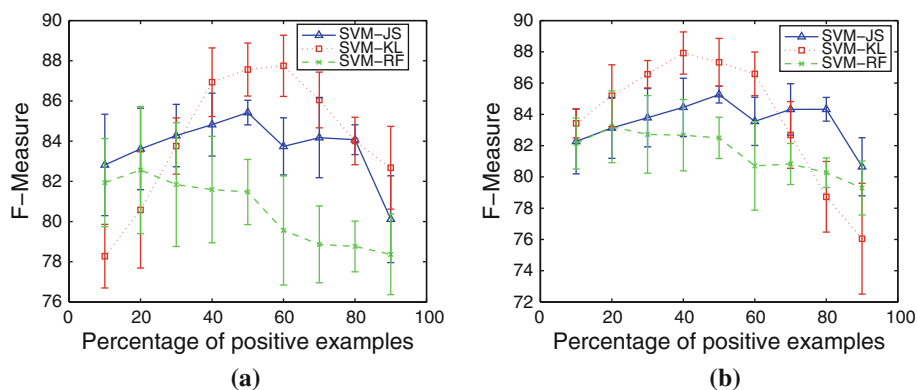 90
88
86
84
82
80
78
76
F-Measure
0
20
40
60
80
100
Percentage of positive examples
SVM-JS
SVM-KL
SVM-RF
(a)
90
88
86
84
82
80
78
76
74
72
F-Measure
0
20
40
60
80
100
Percentage of positive examples
SVM-JS
SVM-KL
SVM-RF
(b)